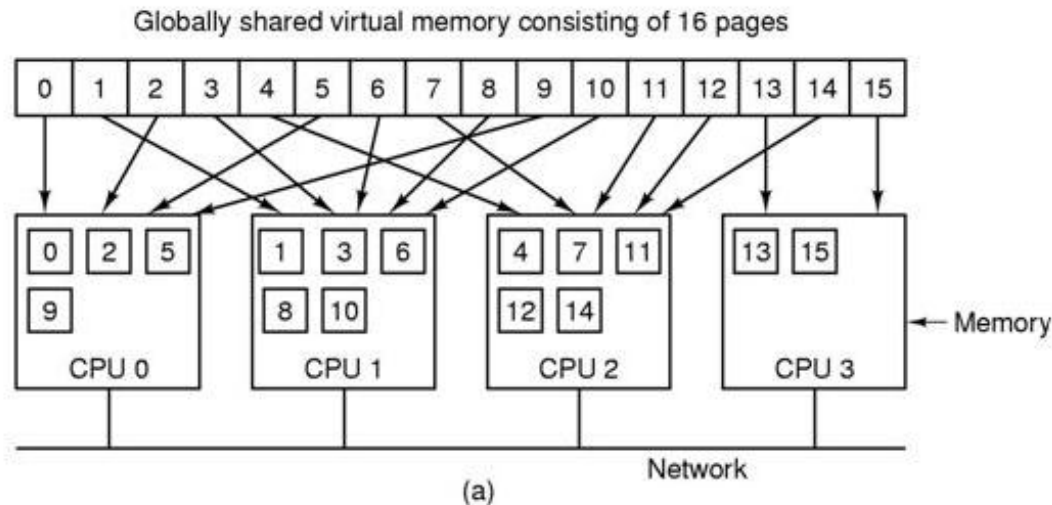 Globally shared virtual memory consisting of 16 pages
0 1 2 3 4 5 6 7 8 9 10 11 12 13 14 15
0 2 5
9
CPU 0
1 3 6
8 10
CPU 1
4 7 11
12 14
CPU 2
13 15
CPU 3
Memory
Network
(a)